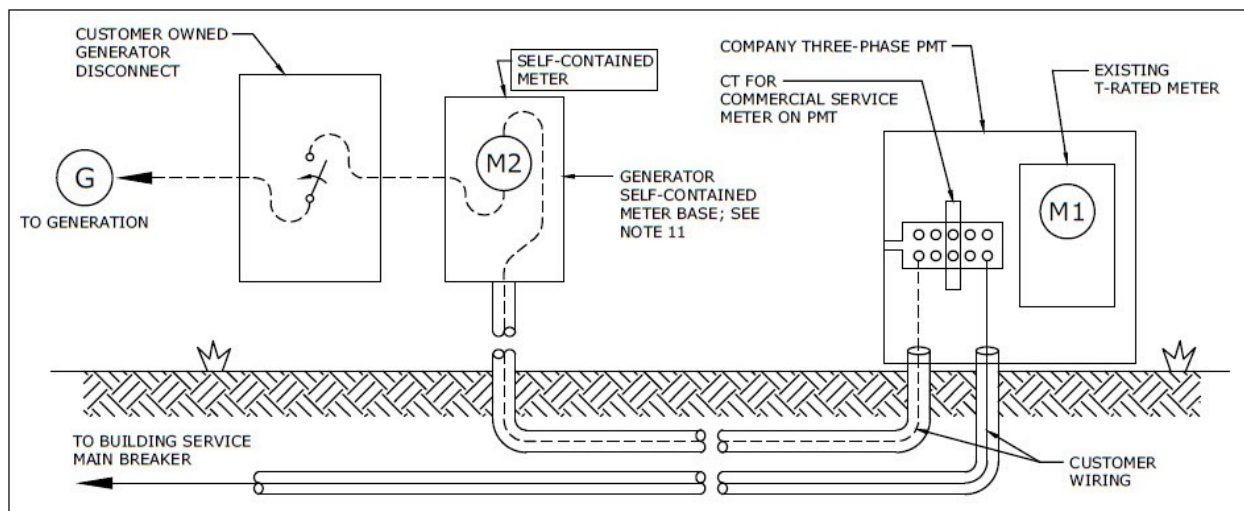 CUSTOMER OWNED
GENERATOR
DISCONNECT
SELF-CONTAINED
METER
COMPANY THREE-PHASE PMT
CT FOR
COMMERCIAL SERVICE
METER ON PMT
EXISTING
T-RATED METER
G
TO GENERATION
M2
GENERATOR
SELF-CONTAINED
METER BASE; SEE
NOTE 11
M1
TO BUILDING SERVICE
MAIN BREAKER
CUSTOMER
WIRING